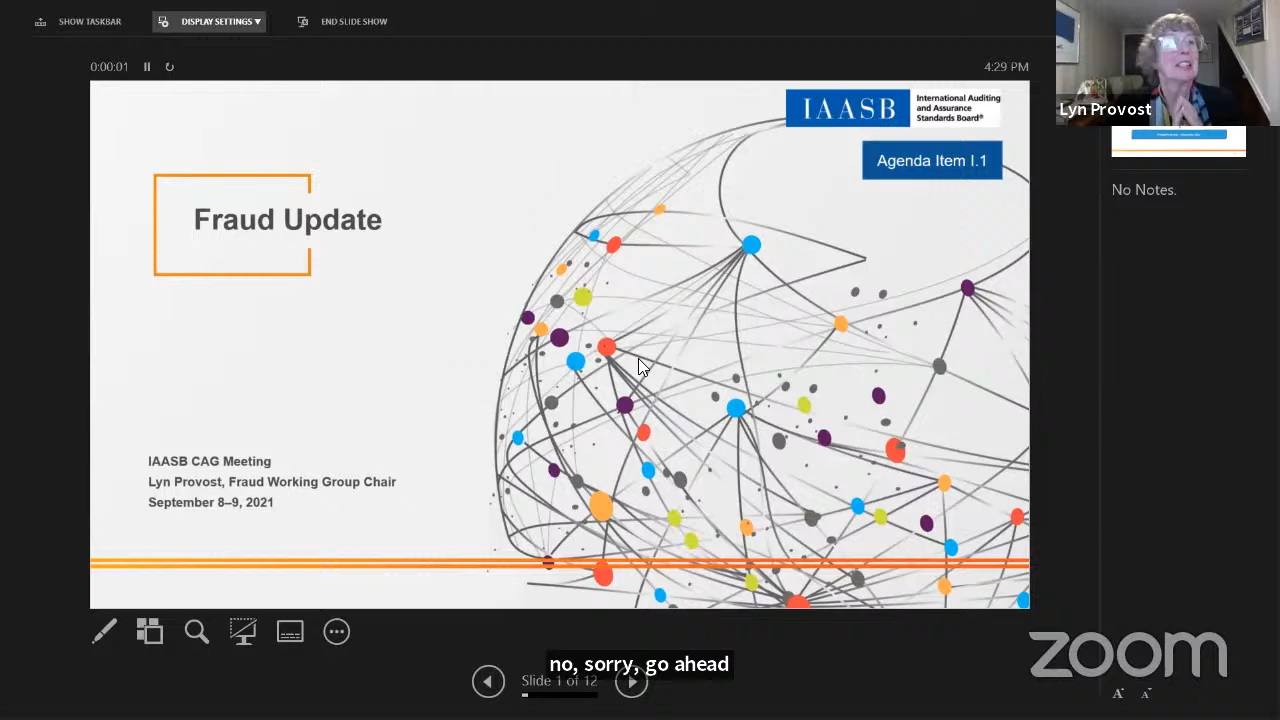 SHOW TASKBAR
DISPLAY SETTINGS ▼
END SLIDE SHOW
0:00:01
4:29 PM
Lyn Provost
IAASB
International Auditing
and Assurance
Standards Board®
Agenda Item I.1
No Notes.
Fraud Update
IAASB CAG Meeting
Lyn Provost, Fraud Working Group Chair
September 8–9, 2021
no, sorry, go ahead
Slide 1 of 12
zoom
A A